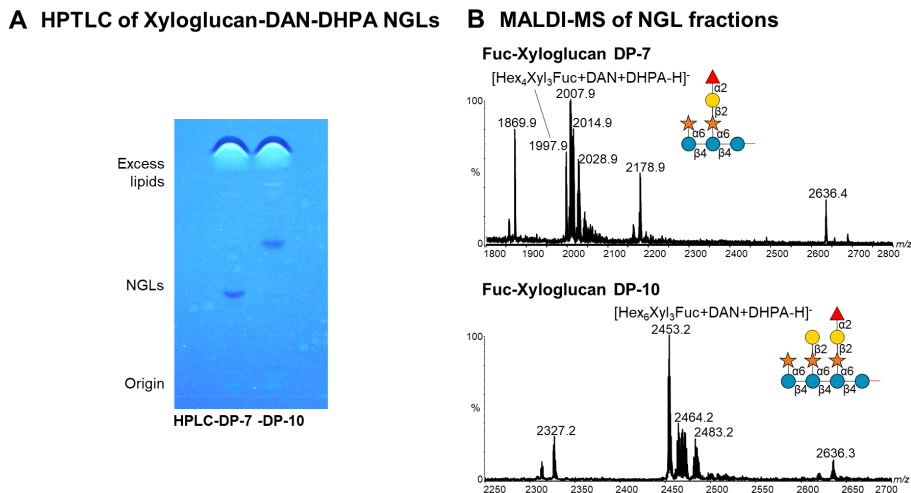 A HPTLC of Xyloglucan-DAN-DHPA NGLs
Excess
lipids
NGLs
Origin
HPLC-DP-7 -DP-10
B MALDI-MS of NGL fractions
Fuc-Xyloglucan DP-7
[Hex4Xyl3Fuc+DAN+DHPA-H]-
100
%
0
1869.9
1997.9
2007.9
2014.9
2028.9
2178.9
2636.4
α2
β2
α6 α6
β4 β4
1800 1900 2000 2100 2200 2300 2400 2500 2600 2700 2800 m/z
Fuc-Xyloglucan DP-10
[Hex6Xyl3Fuc+DAN+DHPA-H]-
100
%
0
2327.2
2453.2
2464.2
2483.2
2636.3
α2
β2 β2
α6 α6 α6
β4 β4 β4
2250 2300 2350 2400 2450 2500 2550 2600 2650 2700 m/z